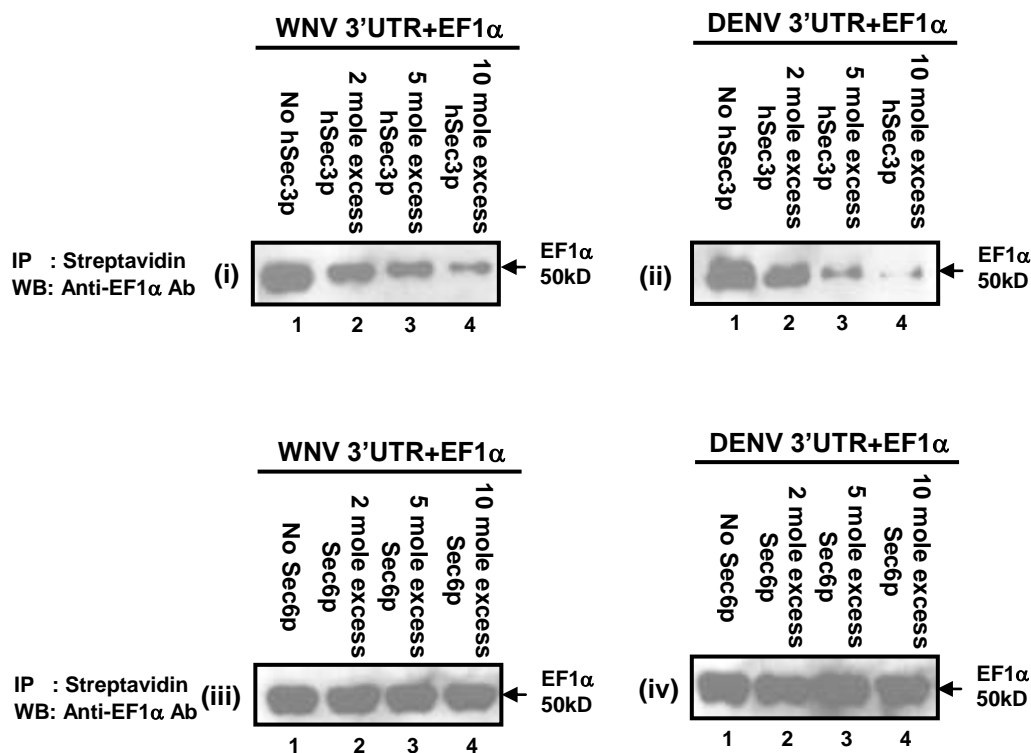 WNV 3'UTR+EF1α
No hSec3p
2 mole excess
hSec3p
5 mole excess
hSec3p
10 mole excess
hSec3p
IP : Streptavidin
WB: Anti-EF1α Ab
(i)
EF1α
50kD
1 2 3 4
DENV 3'UTR+EF1α
No hSec3p
2 mole excess
hSec3p
5 mole excess
hSec3p
10 mole excess
hSec3p
(ii)
EF1α
50kD
1 2 3 4
WNV 3'UTR+EF1α
No Sec6p
2 mole excess
Sec6p
5 mole excess
Sec6p
10 mole excess
Sec6p
IP : Streptavidin
WB: Anti-EF1α Ab
(iii)
EF1α
50kD
1 2 3 4
DENV 3'UTR+EF1α
No Sec6p
2 mole excess
Sec6p
5 mole excess
Sec6p
10 mole excess
Sec6p
(iv)
EF1α
50kD
1 2 3 4